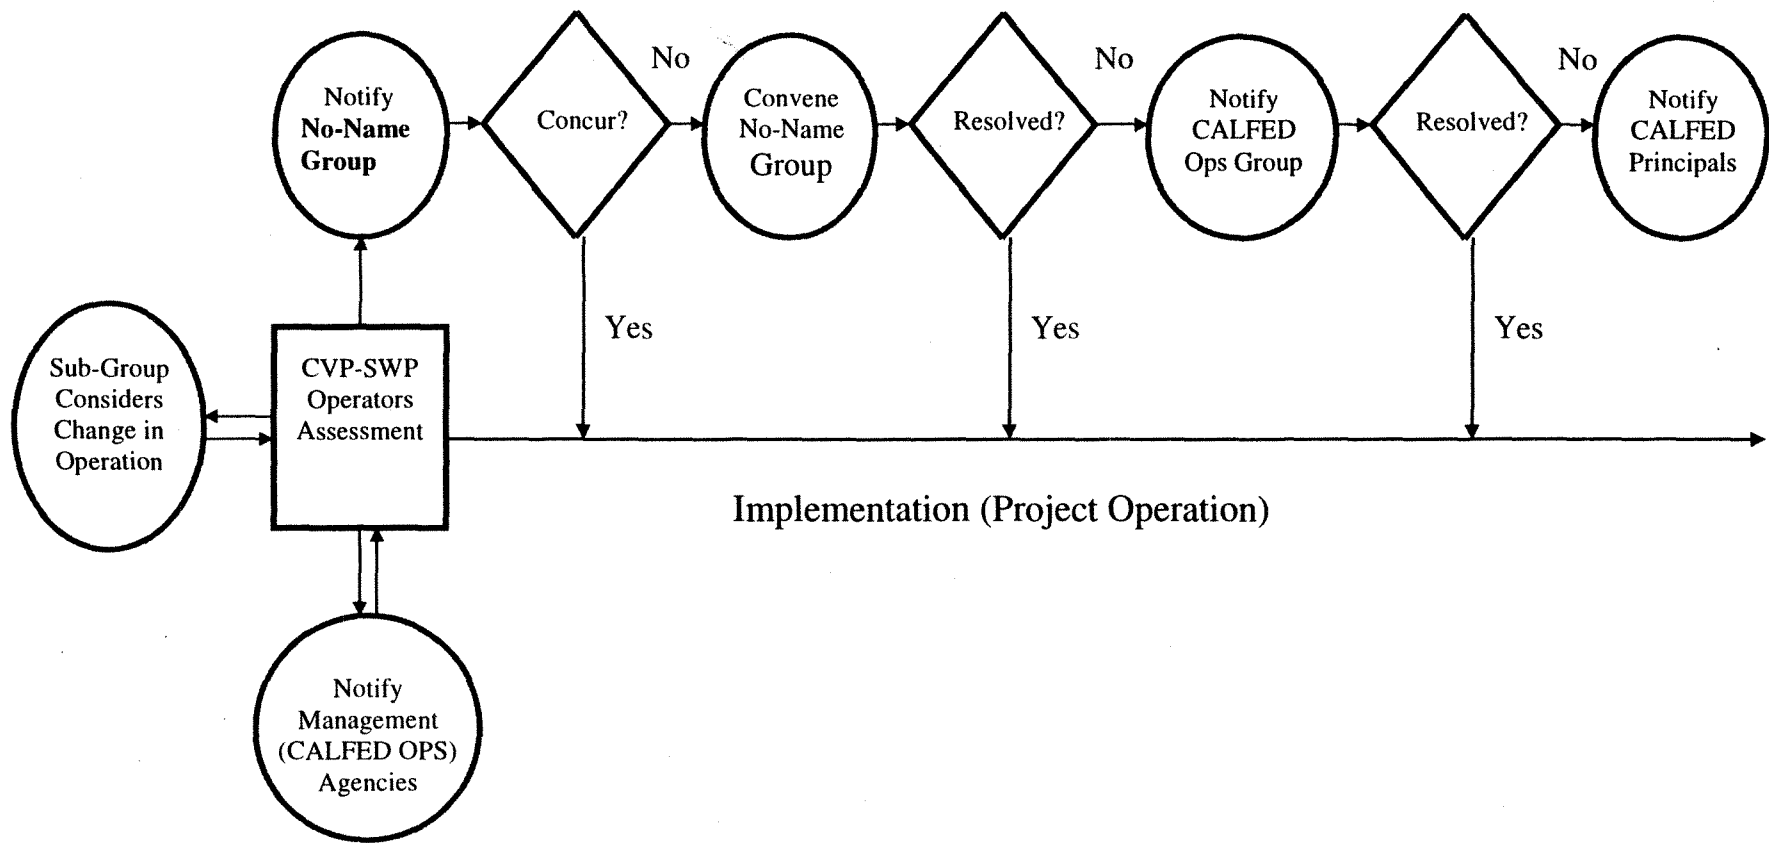 Notify
No-Name
Group
Concur?
No
Convene
No-Name
Group
Resolved?
No
Notify
CALFED
Ops Group
Resolved?
No
Notify
CALFED
Principals
Yes
Yes
Yes
Sub-Group
Considers
Change in
Operation
CVP-SWP
Operators
Assessment
Implementation (Project Operation)
Notify
Management
(CALFED OPS)
Agencies